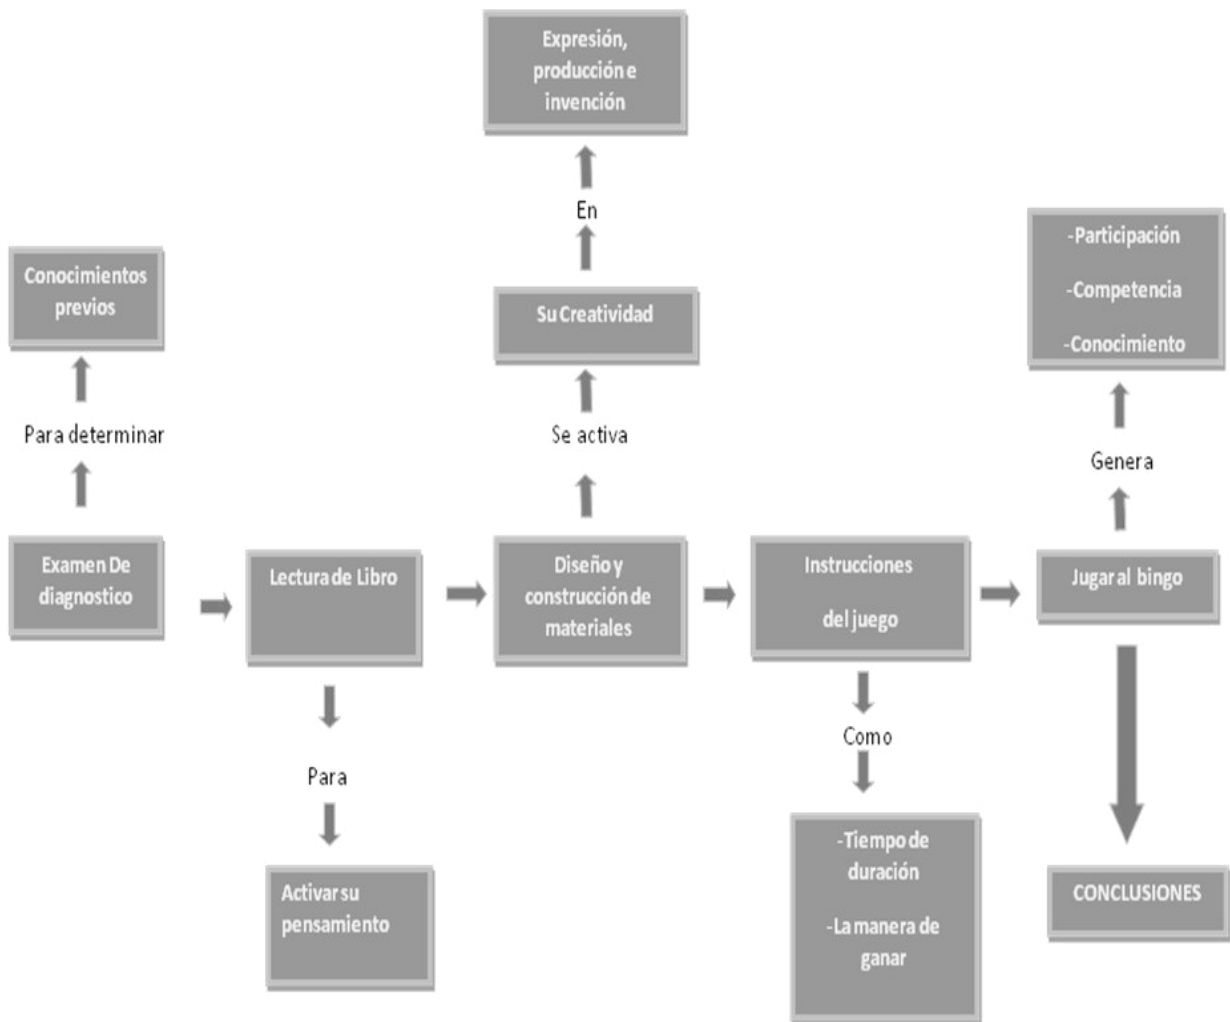 Expresión,
producción e
invención
En
Su Creatividad
Se activa
Conocimientos
previos
Para determinar
-Participación
-Competencia
-Conocimiento
Genera
Examen De
diagnostico
Lectura de Libro
Diseño y
construcción de
materiales
Instrucciones
del juego
Jugar al bingo
Para
Activar su
pensamiento
Como
-Tiempo de
duración
-La manera de
ganar
CONCLUSIONES